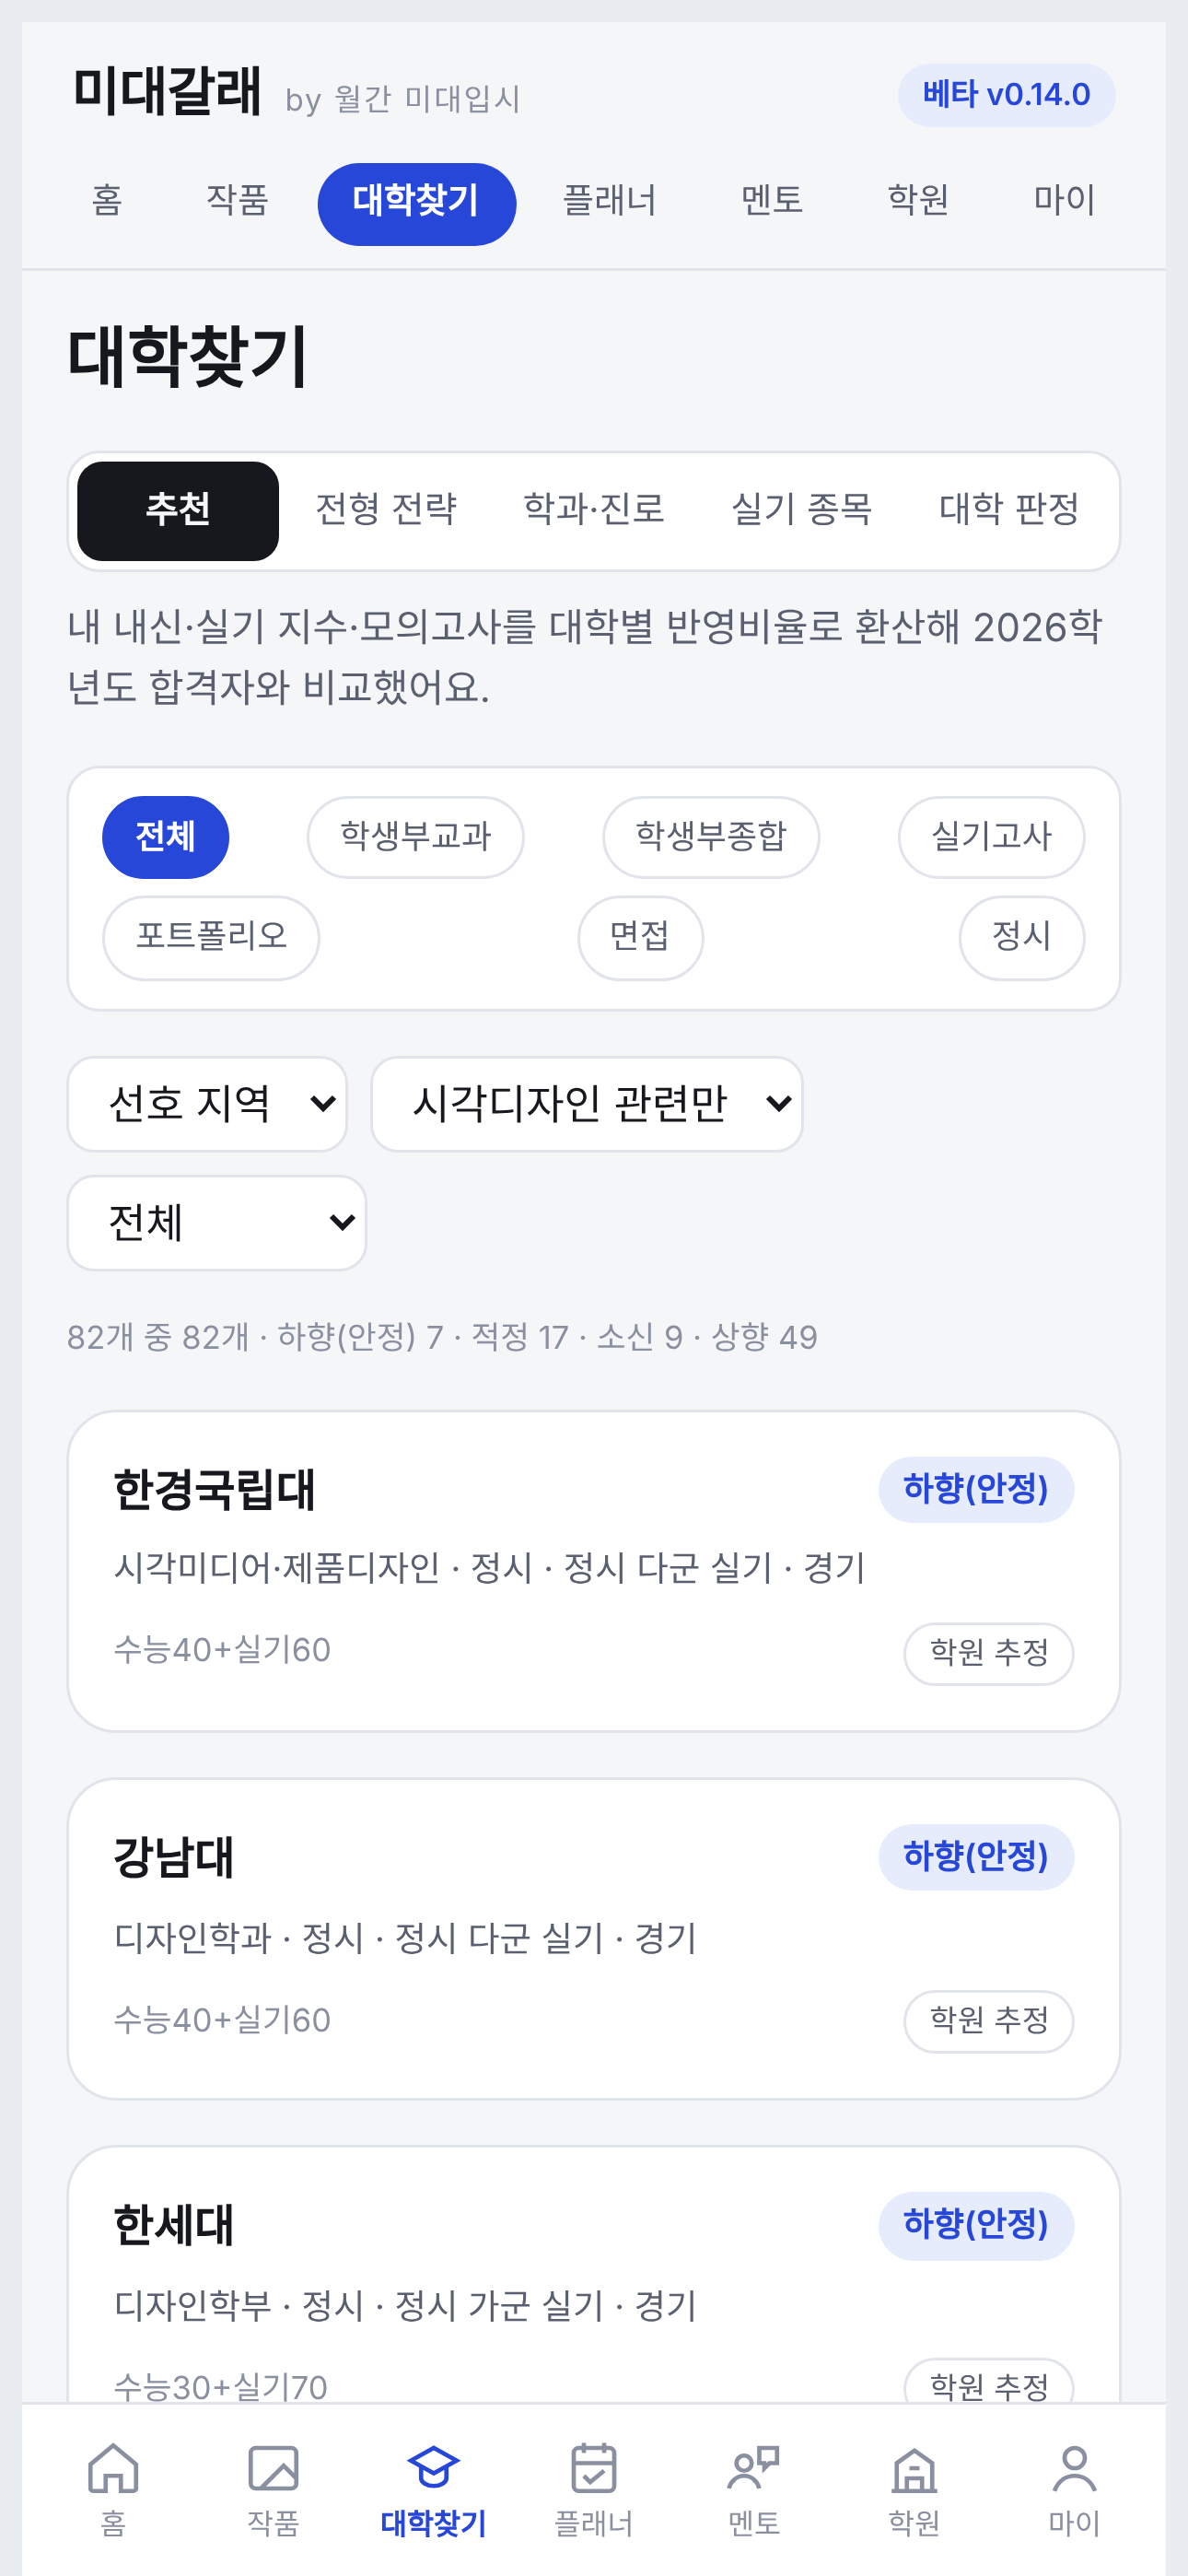 미대갈래 by 월간 미대입시 베타 v0.14.0
홈 작품 대학찾기 플래너 멘토 학원 마이
대학찾기
추천 전형 전략 학과·진로 실기 종목 대학 판정
내 내신·실기 지수·모의고사를 대학별 반영비율로 환산해 2026학
년도 합격자와 비교했어요.
전체 학생부교과 학생부종합 실기고사
포트폴리오 면접 정시
선호 지역 시각디자인 관련만
전체
82개 중 82개 · 하향(안정) 7 · 적정 17 · 소신 9 · 상향 49
한경국립대 하향(안정)
시각미디어·제품디자인 · 정시 · 정시 다군 실기 · 경기
수능40+실기60 학원 추정
강남대 하향(안정)
디자인학과 · 정시 · 정시 다군 실기 · 경기
수능40+실기60 학원 추정
한세대 하향(안정)
디자인학부 · 정시 · 정시 가군 실기 · 경기
수능30+실기70 학원 추정
홈 작품 대학찾기 플래너 멘토 학원 마이